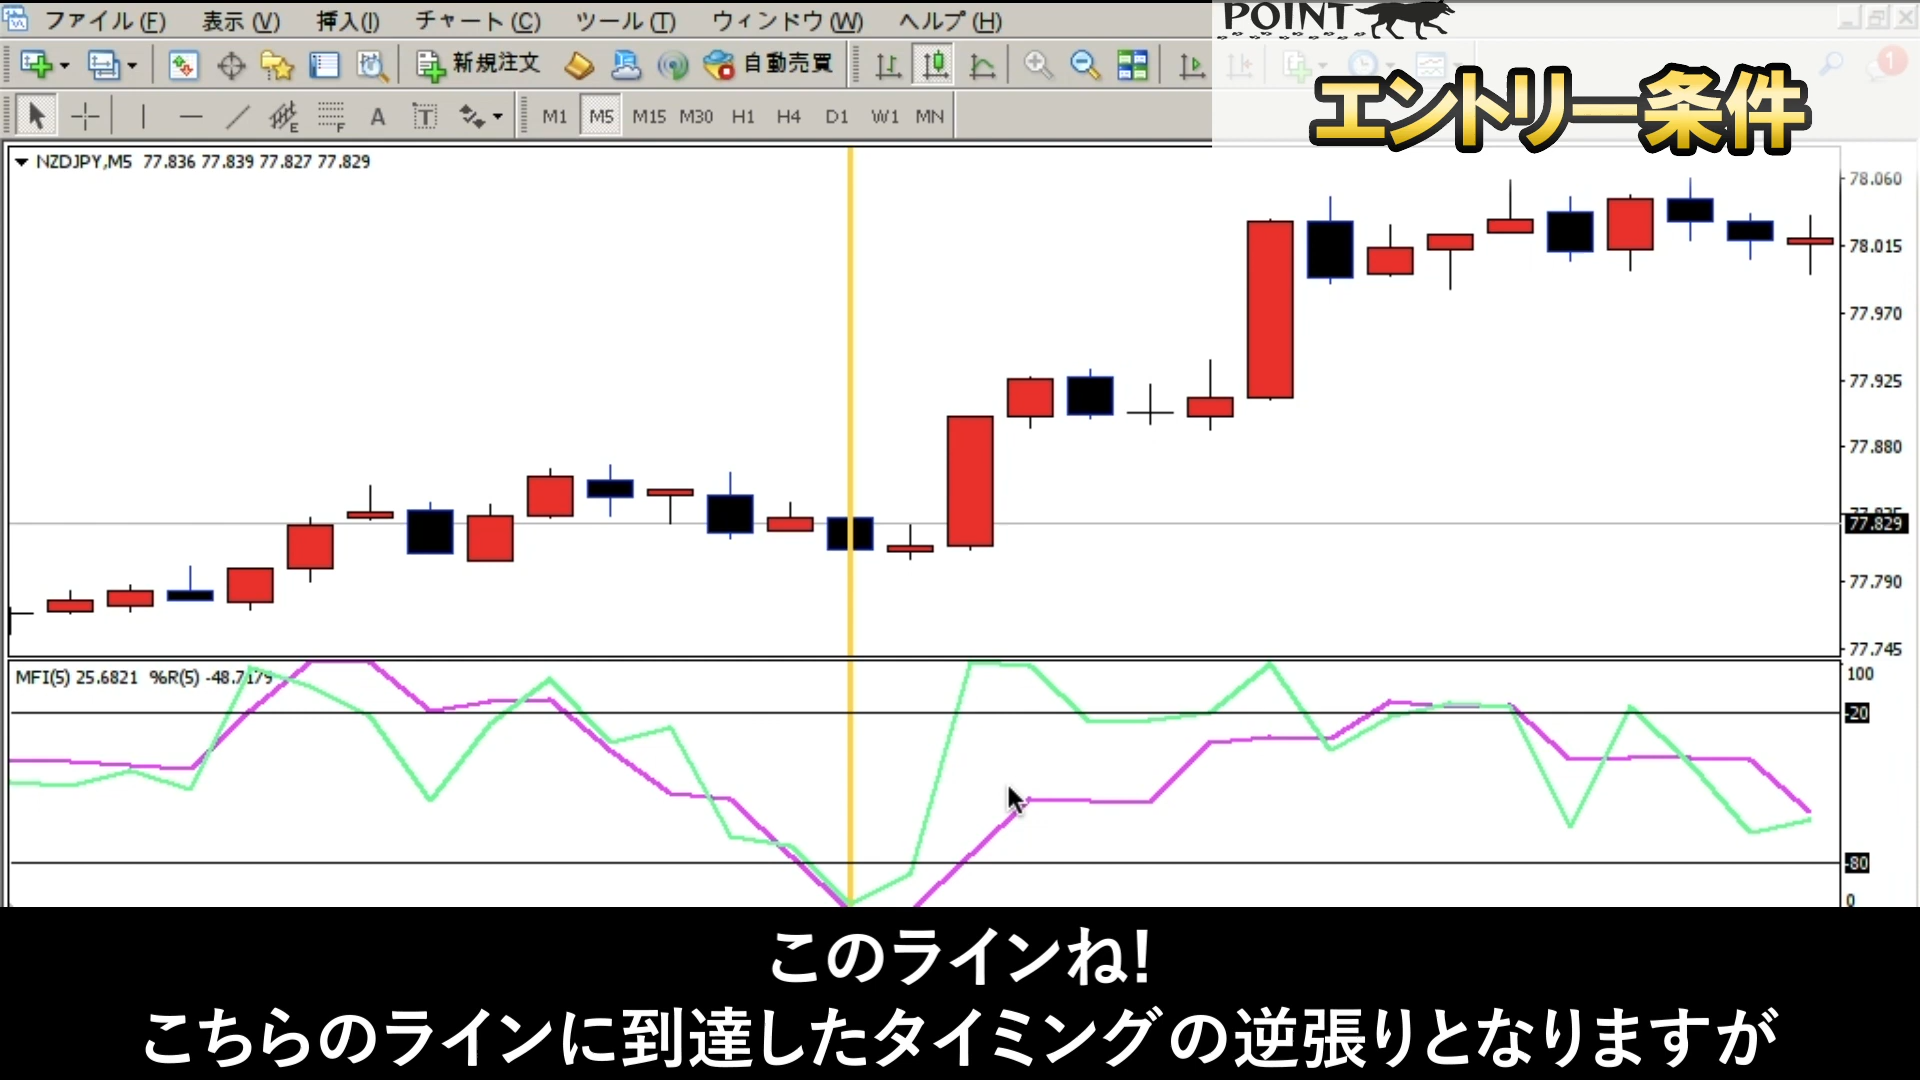 ファイル (F) 表示 (V) 挿入(I) チャート (C) ツール (T) ウィンドウ (W) ヘルプ (H)
POINT
新規注文 自動売買
1
エントリー条件
A T E F M1 M5 M15 M30 H1 H4 D1 W1 MN
NZDJPY,M5 77.836 77.839 77.827 77.829
78.060
78.015
77.970
77.925
77.880
77.829
77.790
77.745
MFI(5) 25.6821 %R(5) -48.7179
100
-20
-80
0
このラインね!
こちらのラインに到達したタイミングの逆張りとなりますが